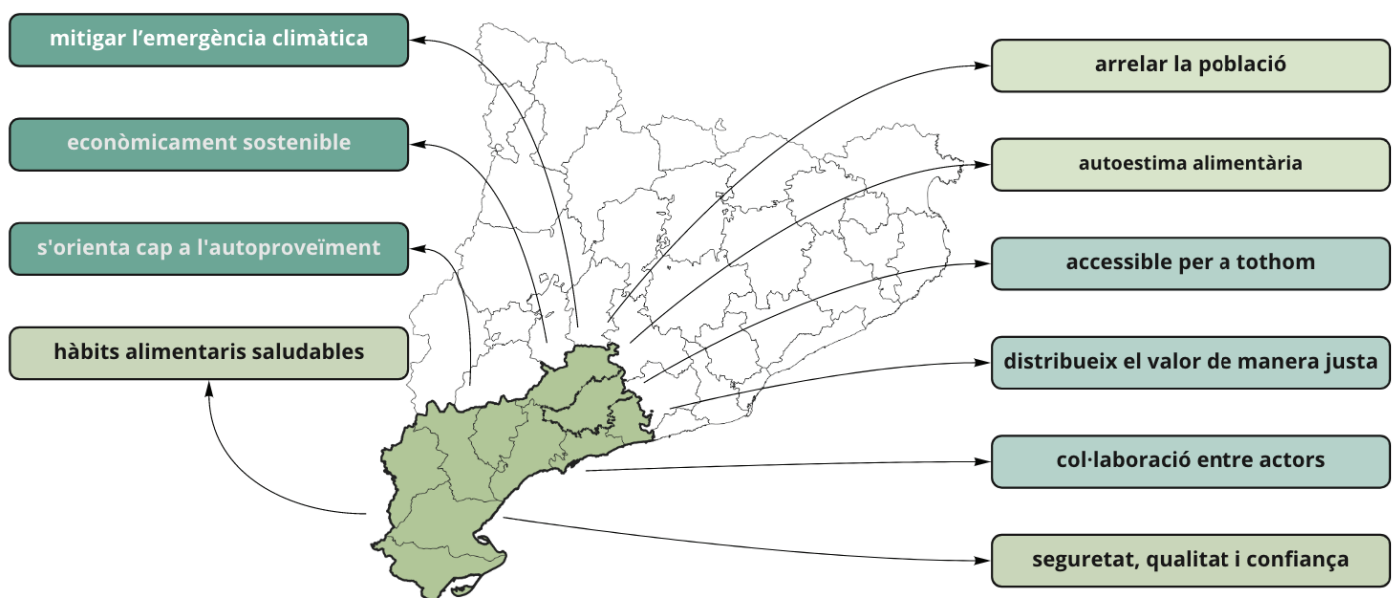 mitigar l’emergència climàtica
econòmicament sostenible
s'orienta cap a l'autoproveïment
hàbits alimentaris saludables
arrelar la població
autoestima alimentària
accessible per a tothom
distribueix el valor de manera justa
col·laboració entre actors
seguretat, qualitat i confiança